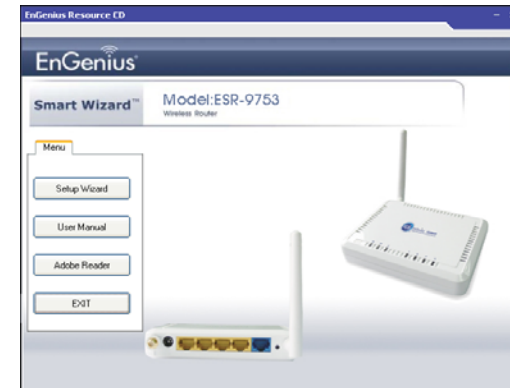 EnGenius Resource CD
EnGenius®
Smart Wizard™
Model:ESR-9753
Wireless Router
Menu
Setup Wizard
User Manual
Adobe Reader
EXIT